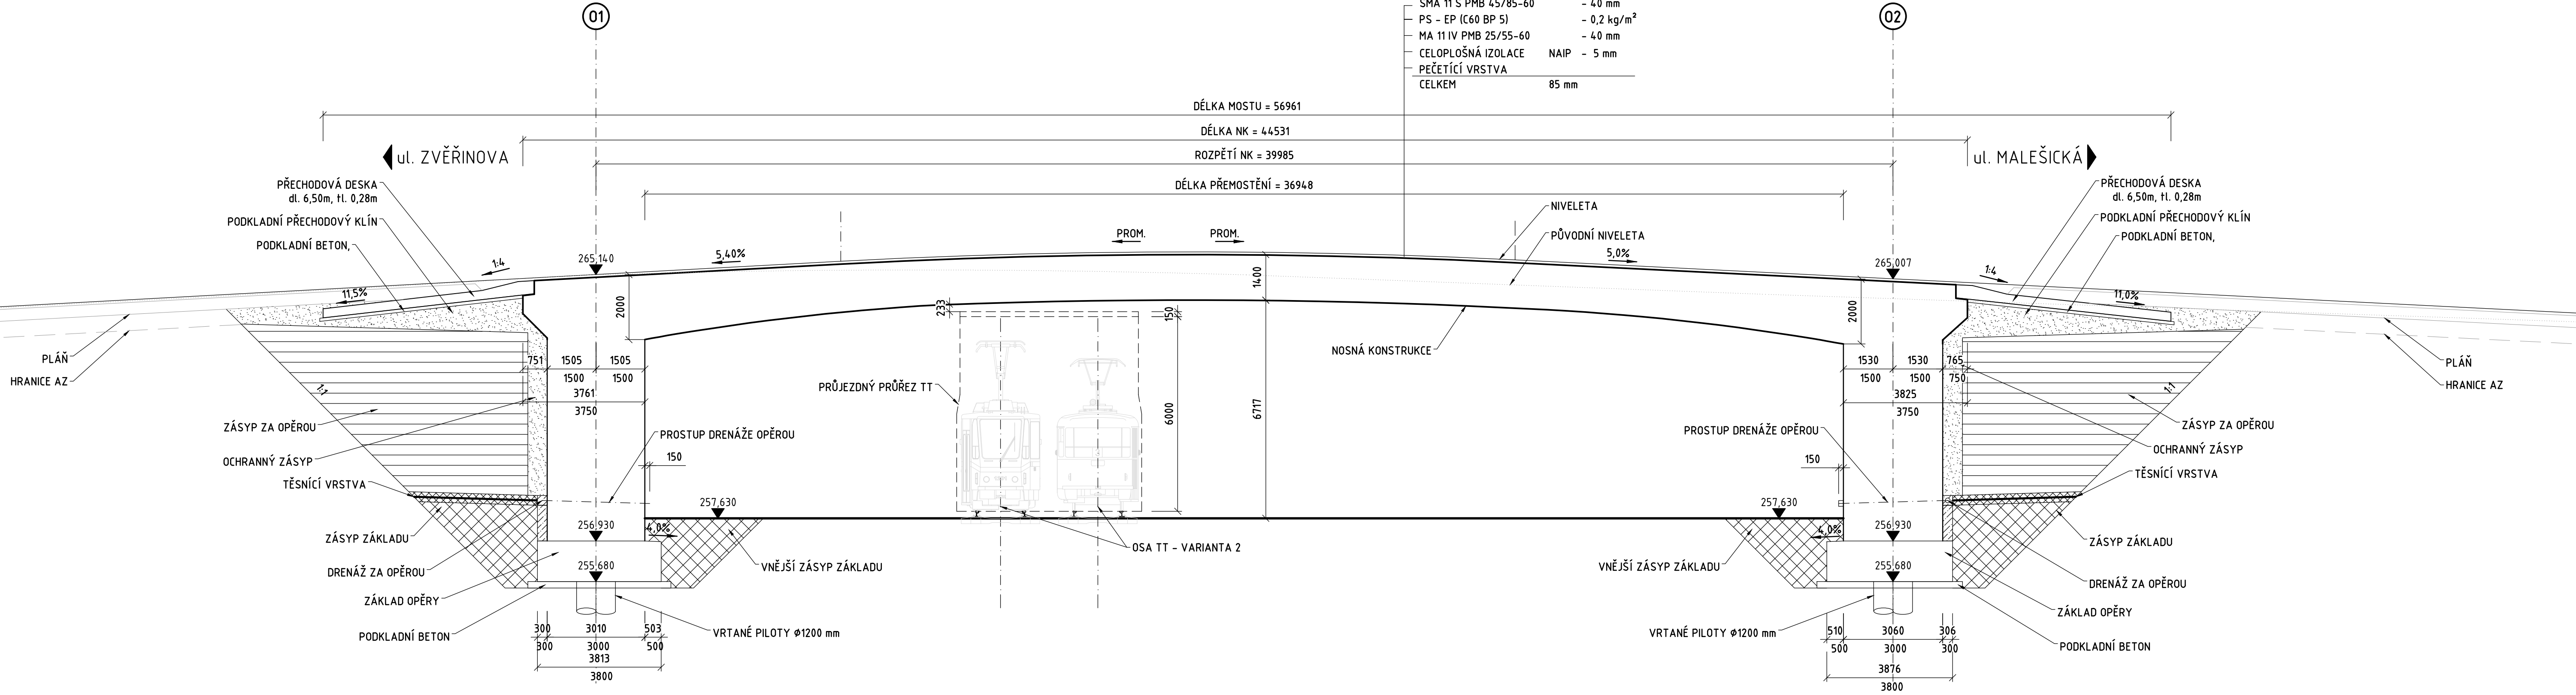 01
02
SMA 11 S PMB 45/85-60 - 40 mm
PS - EP (C60 BP 5) - 0,2 kg/m²
MA 11 IV PMB 25/55-60 - 40 mm
CELOPLOŠNÁ IZOLACE NAIP - 5 mm
PEČETÍCÍ VRSTVA
CELKEM 85 mm
DÉLKA MOSTU = 56961
DÉLKA NK = 44531
ROZPĚTÍ NK = 39985
DÉLKA PŘEMOSTĚNÍ = 36948
ul. ZVĚŘINOVA
ul. MALEŠICKÁ
PŘECHODOVÁ DESKA
dl. 6,50m, tl. 0,28m
PODKLADNÍ PŘECHODOVÝ KLÍN
PODKLADNÍ BETON,
1:4
11,5%
265,140
5,40%
PROM.
PROM.
NIVELETA
PŮVODNÍ NIVELETA
5,0%
265,007
1:4
11,0%
PŘECHODOVÁ DESKA
dl. 6,50m, tl. 0,28m
PODKLADNÍ PŘECHODOVÝ KLÍN
PODKLADNÍ BETON,
2000
1400
233
150
2000
PLÁŇ
HRANICE AZ
1:1
751
1505
1505
1500
1500
3761
3750
PRŮJEZDNÝ PRŮŘEZ TT
6000
6717
NOSNÁ KONSTRUKCE
1530
1530
765
1500
1500
750
3825
3750
1:1
PLÁŇ
HRANICE AZ
ZÁSYP ZA OPĚROU
OCHRANNÝ ZÁSYP
TĚSNÍCÍ VRSTVA
PROSTUP DRENÁŽE OPĚROU
150
257,630
PROSTUP DRENÁŽE OPĚROU
150
257,630
ZÁSYP ZA OPĚROU
OCHRANNÝ ZÁSYP
TĚSNÍCÍ VRSTVA
256,930
4,0%
ZÁSYP ZÁKLADU
DRENÁŽ ZA OPĚROU
ZÁKLAD OPĚRY
PODKLADNÍ BETON
255,680
VNĚJŠÍ ZÁSYP ZÁKLADU
OSA TT - VARIANTA 2
VNĚJŠÍ ZÁSYP ZÁKLADU
4,0%
256,930
255,680
ZÁSYP ZÁKLADU
DRENÁŽ ZA OPĚROU
ZÁKLAD OPĚRY
PODKLADNÍ BETON
VRTANÉ PILOTY Ø1200 mm
VRTANÉ PILOTY Ø1200 mm
300
3010
503
300
3000
500
3813
3800
510
3060
306
500
3000
300
3876
3800